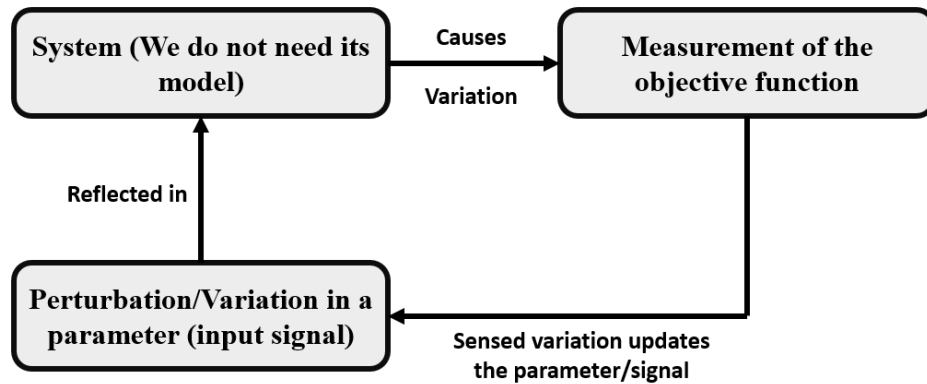 System (We do not need its
model)
Causes
Variation
Measurement of the
objective function
Reflected in
Perturbation/Variation in a
parameter (input signal)
Sensed variation updates
the parameter/signal